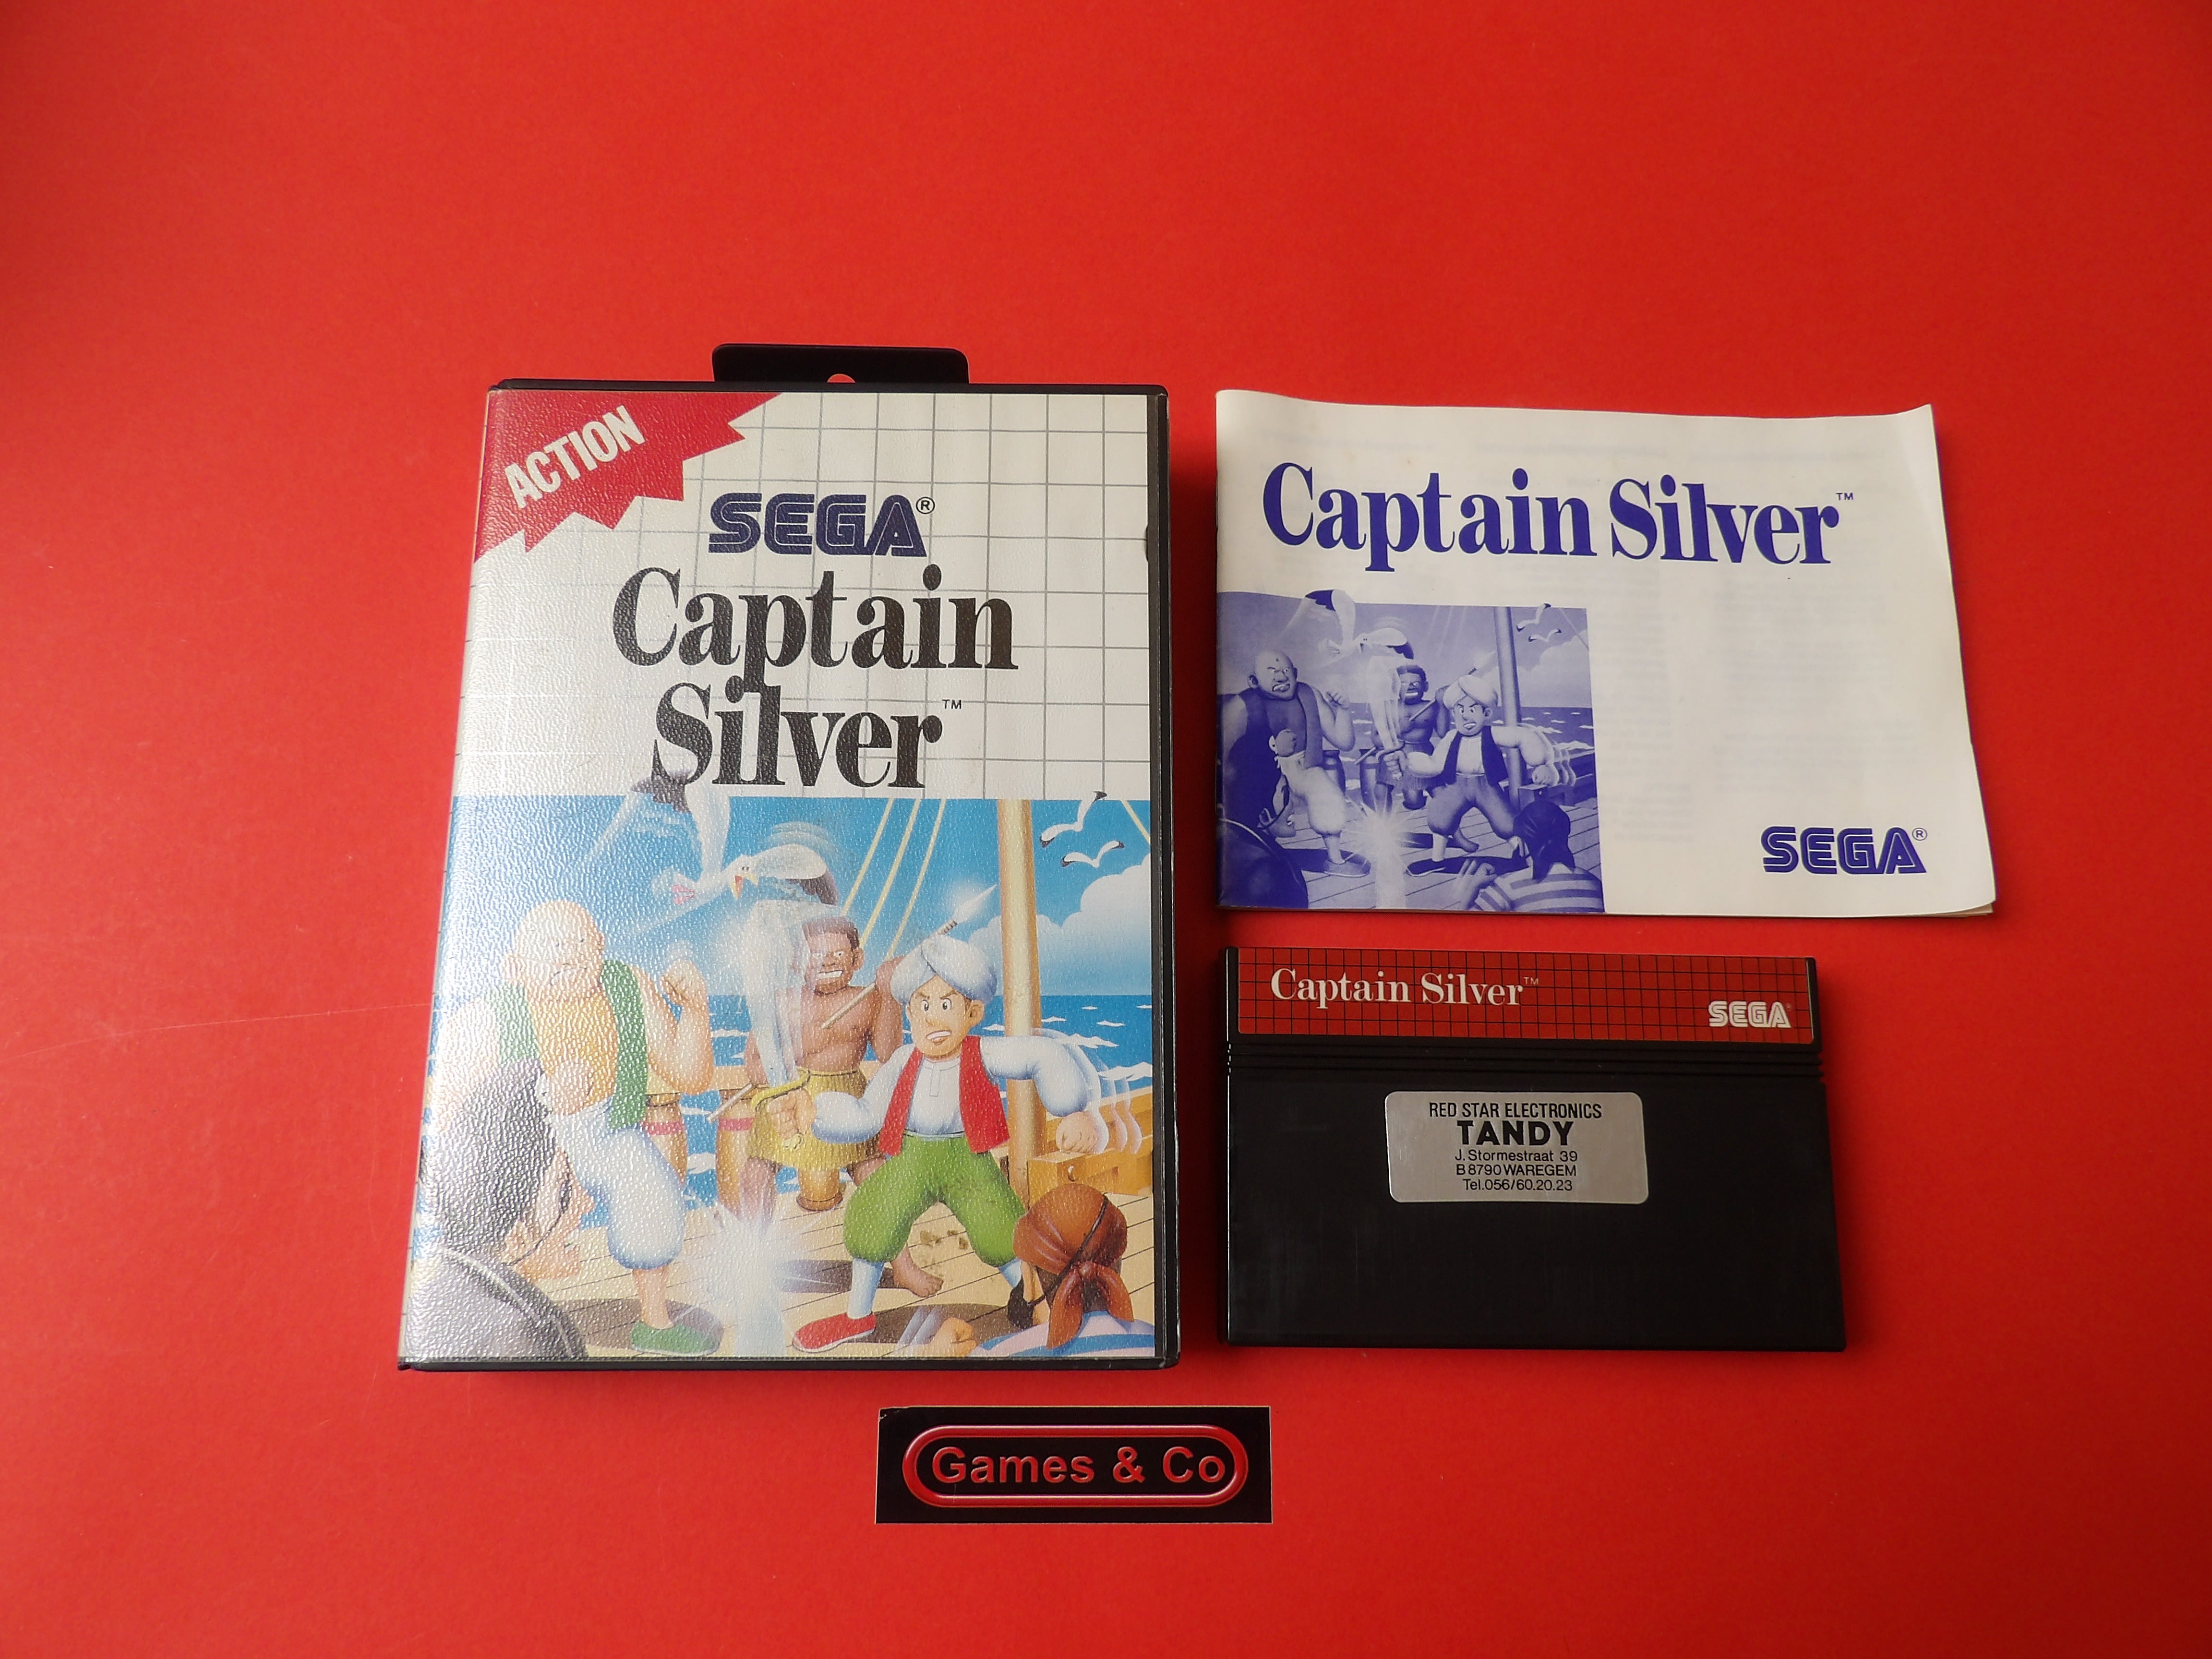 ACTION
SEGA®
Captain
Silver™
Captain Silver™
SEGA®
Captain Silver™
SEGA
RED STAR ELECTRONICS
TANDY
J. Stormestraat 39
B 8790 WAREGEM
Tel.056/60.20.23
Games & Co